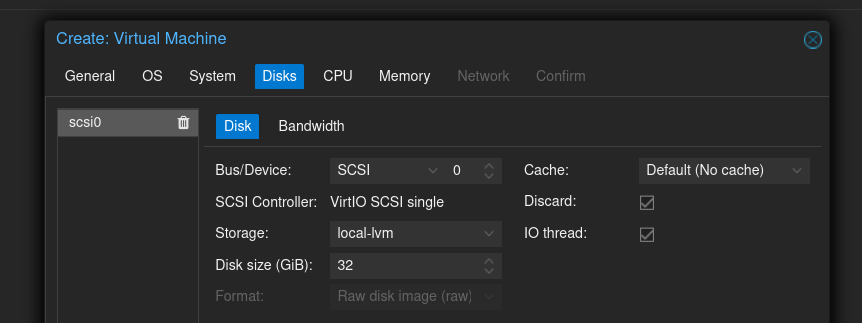 Create: Virtual Machine
General OS System Disks CPU Memory Network Confirm
scsi0
Disk Bandwidth
Bus/Device: SCSI 0 Cache: Default (No cache)
SCSI Controller: VirtIO SCSI single Discard:
Storage: local-lvm IO thread:
Disk size (GiB): 32
Format: Raw disk image (raw)